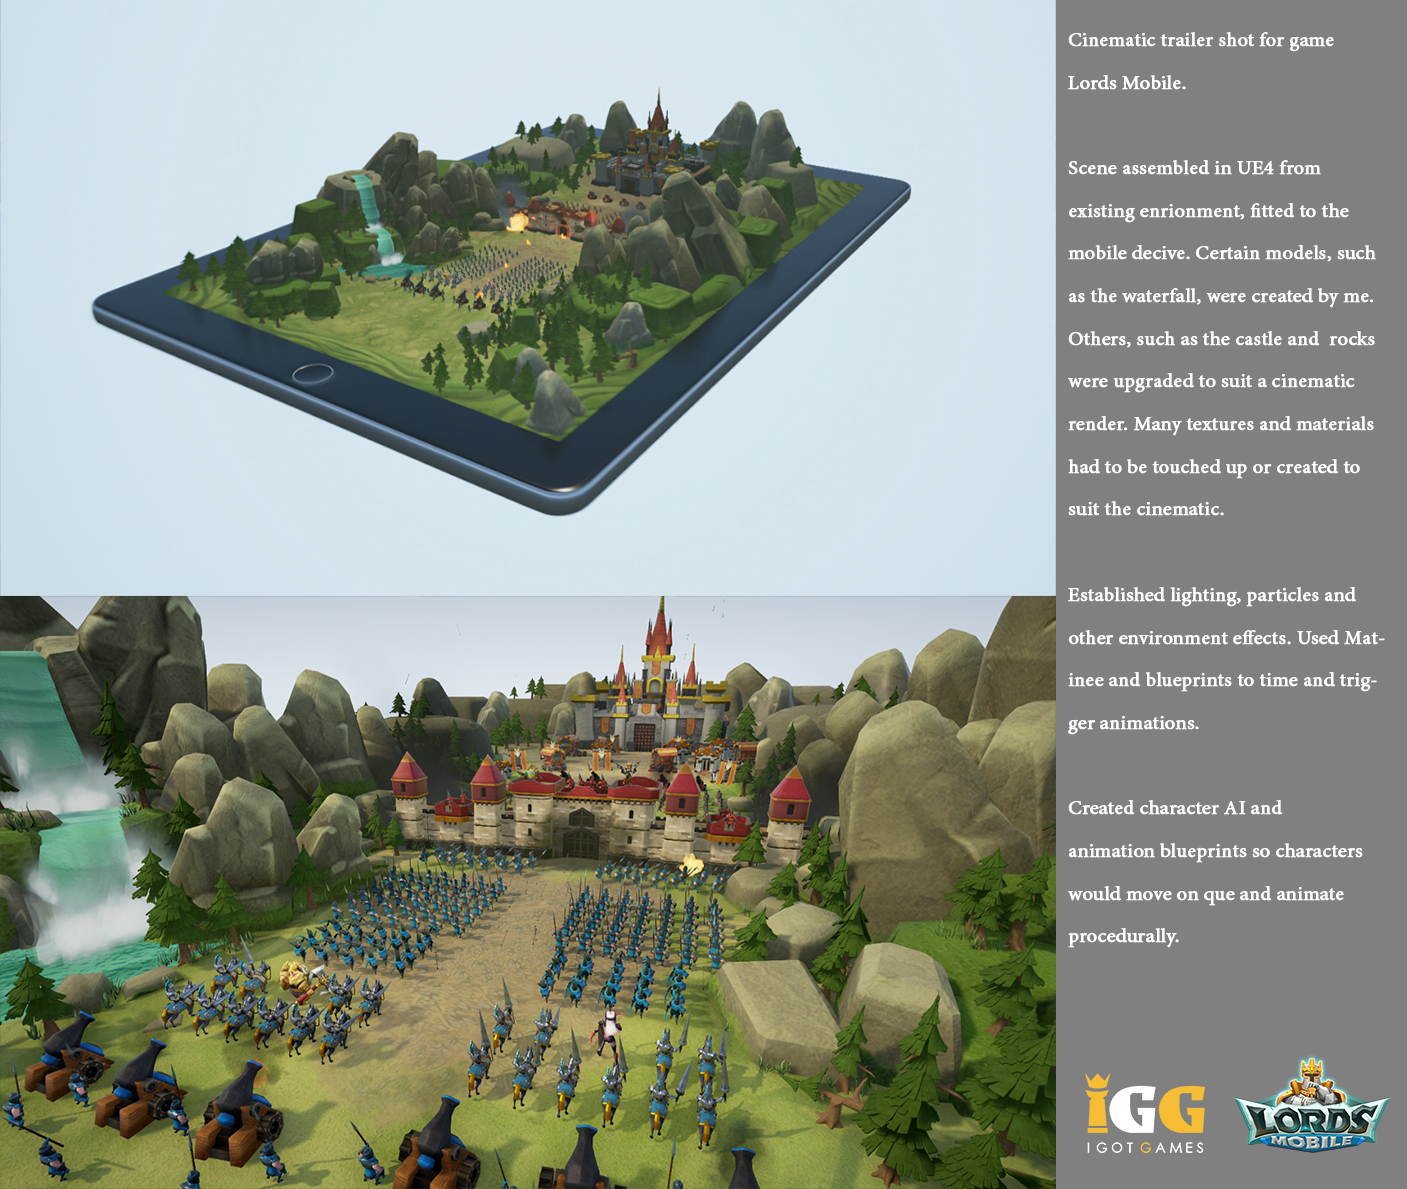 Cinematic trailer shot for game
Lords Mobile.
Scene assembled in UE4 from
existing enrionment, fitted to the
mobile decive. Certain models, such
as the waterfall, were created by me.
Others, such as the castle and  rocks
were upgraded to suit a cinematic
render. Many textures and materials
had to be touched up or created to
suit the cinematic.
Established lighting, particles and
other environment effects. Used Mat-
inee and blueprints to time and trig-
ger animations.
Created character AI and
animation blueprints so characters
would move on que and animate
procedurally.
IGG
I GOT GAMES
LORDS
MOBILE